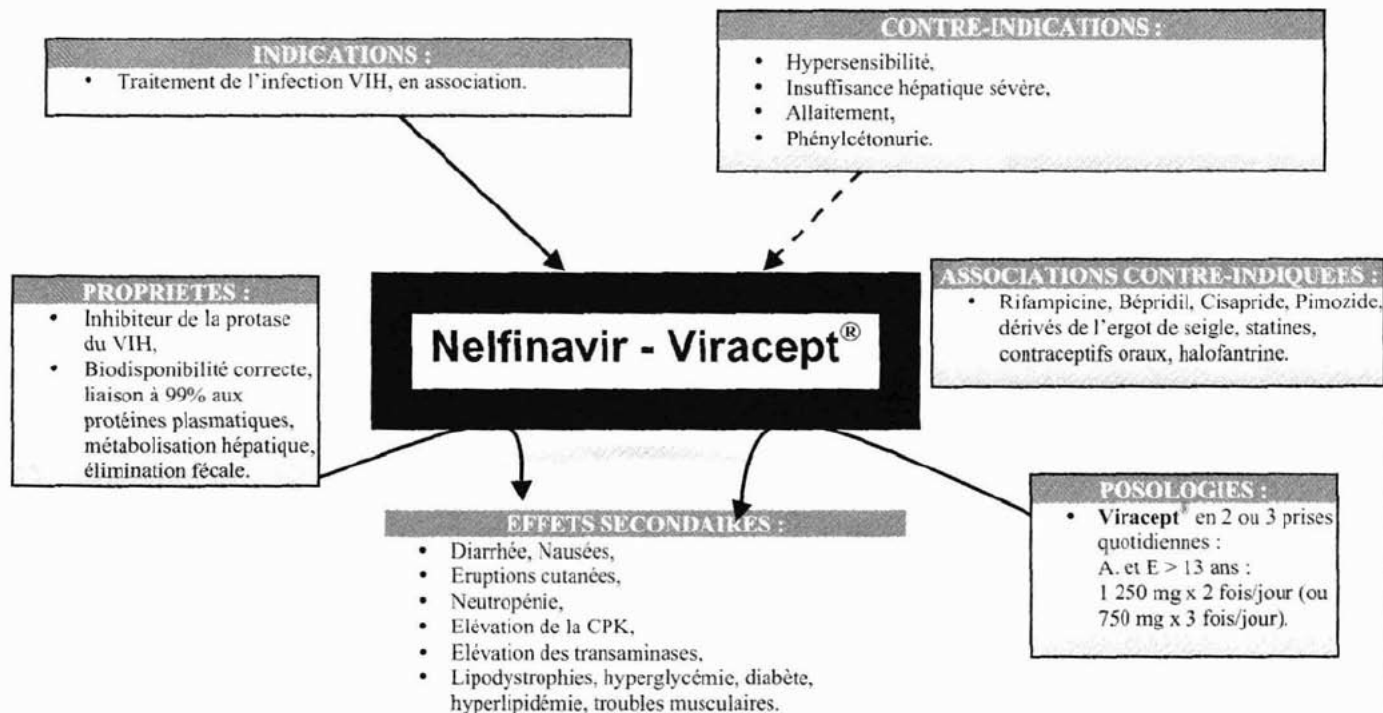 INDICATIONS :
• Traitement de l'infection VIH, en association.
CONTRE-INDICATIONS :
• Hypersensibilité,
• Insuffisance hépatique sévère,
• Allaitement,
• Phénylcétonurie.
PROPRIETES :
• Inhibiteur de la protase
du VIH,
• Biodisponibilité correcte,
liaison à 99% aux
protéines plasmatiques,
métabolisation hépatique,
élimination fécale.
Nelfinavir - Viracept®
ASSOCIATIONS CONTRE-INDIQUEES :
• Rifampicine, Bépridil, Cisapride, Pimozide,
dérivés de l'ergot de seigle, statines,
contraceptifs oraux, halofantrine.
EFFETS SECONDAIRES :
• Diarrhée, Nausées,
• Eruptions cutanées,
• Neutropénie,
• Elévation de la CPK,
• Elévation des transaminases,
• Lipodystrophies, hyperglycémie, diabète,
hyperlipidémie, troubles musculaires.
POSOLOGIES :
• Viracept® en 2 ou 3 prises
quotidiennes :
A. et E > 13 ans :
1 250 mg x 2 fois/jour (ou
750 mg x 3 fois/jour).